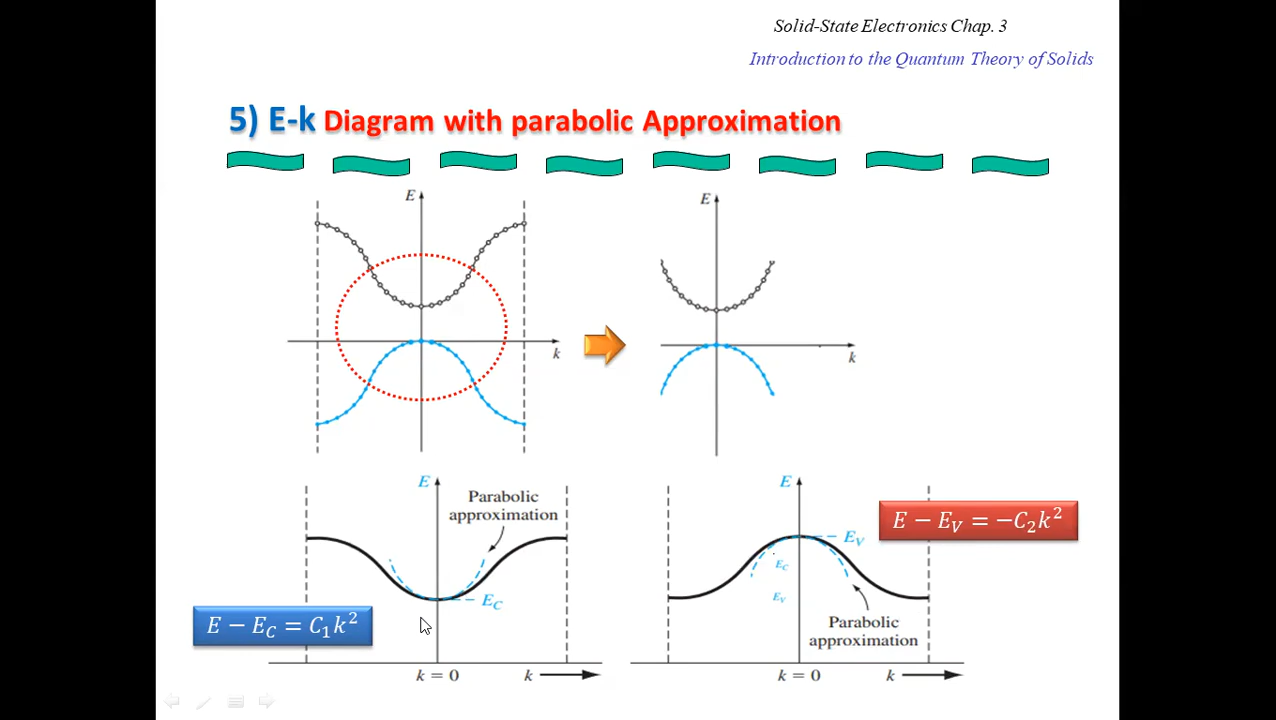 Solid-State Electronics Chap. 3
Introduction to the Quantum Theory of Solids
5) E-k Diagram with parabolic Approximation
E
k
E
k
E
Parabolic
approximation
E_C
E − E_C = C₁k²
k = 0
k
E
E_V
E − E_V = −C₂k²
E_C
E_V
Parabolic
approximation
k = 0
k